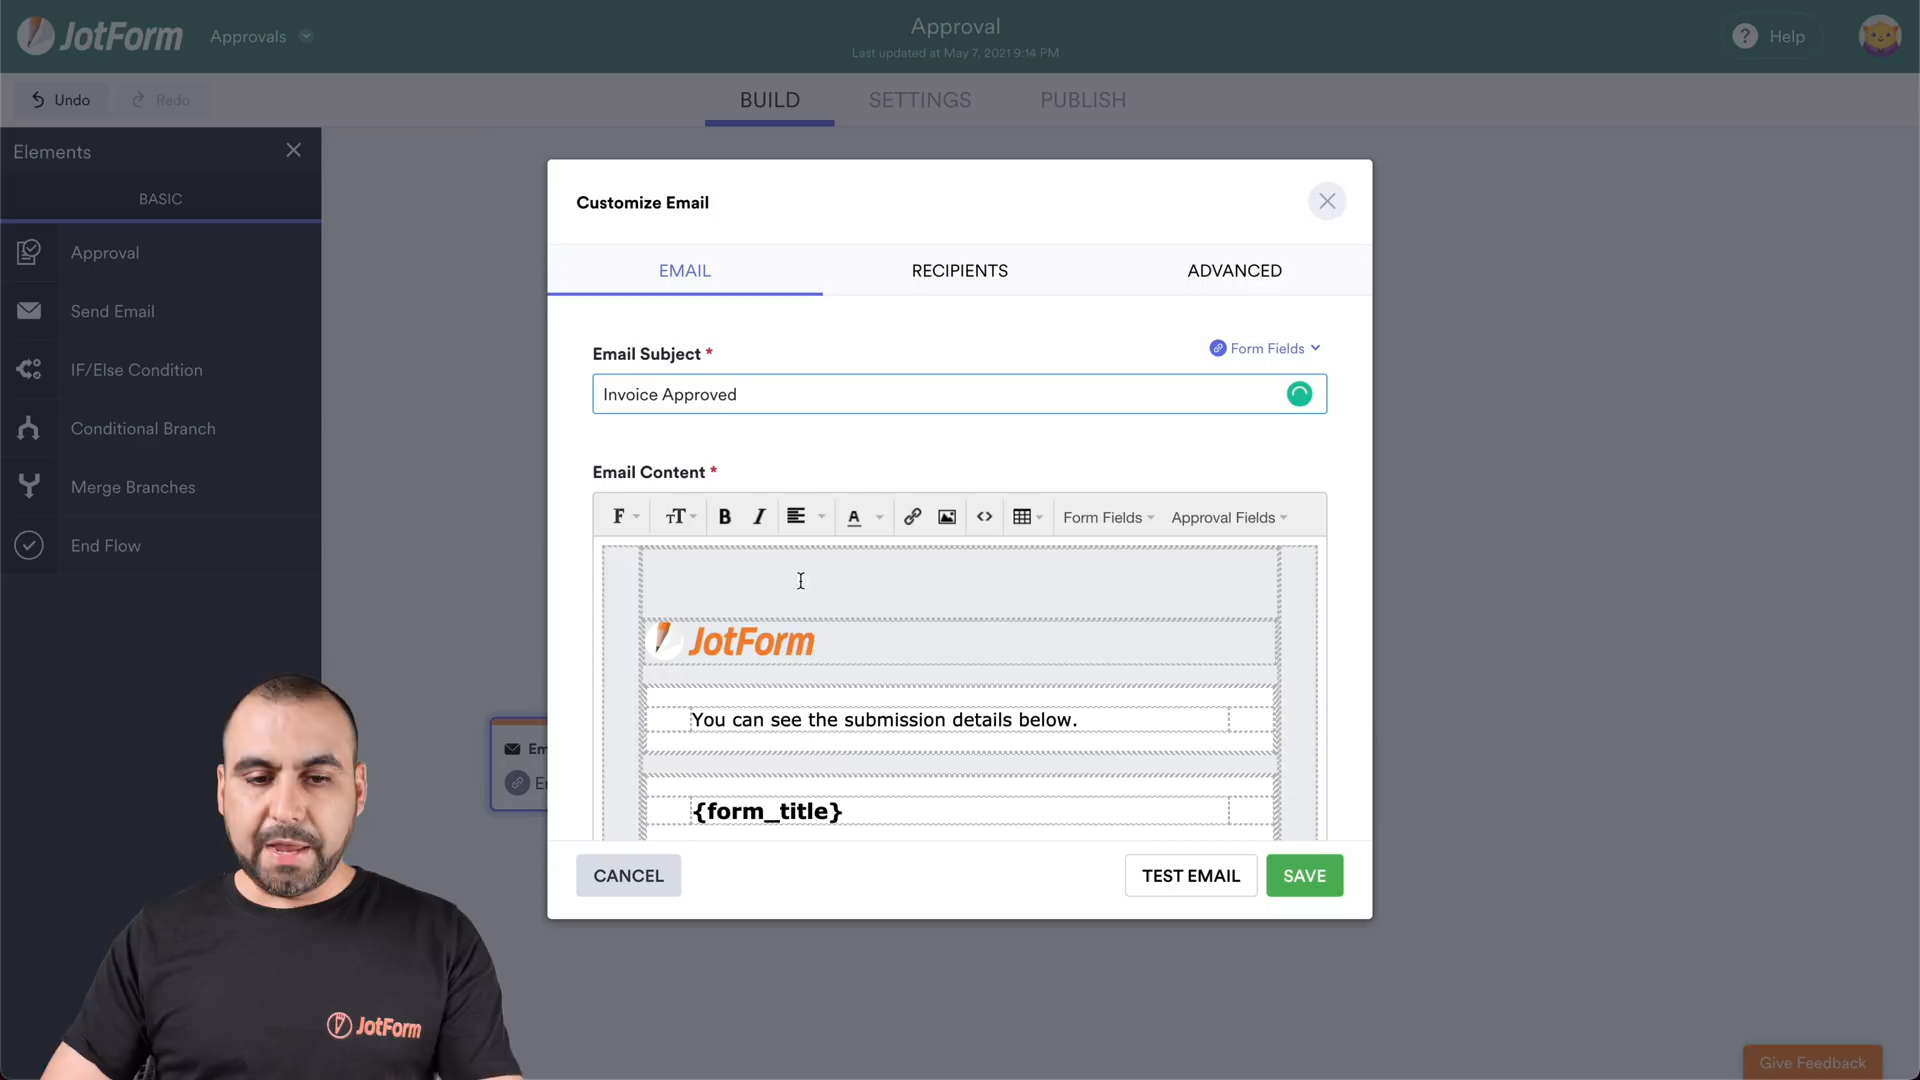 JotForm
Approvals
Approval
Last updated at May 7, 2021 9:14 PM
? Help
Undo
Redo
BUILD
SETTINGS
PUBLISH
Elements
BASIC
Approval
Send Email
IF/Else Condition
Conditional Branch
Merge Branches
End Flow
Customize Email
EMAIL
RECIPIENTS
ADVANCED
Email Subject *
Form Fields
Invoice Approved
Email Content *
F
TT
B
I
A
<>
Form Fields
Approval Fields
JotForm
You can see the submission details below.
{form_title}
CANCEL
TEST EMAIL
SAVE
JotForm
Give Feedback